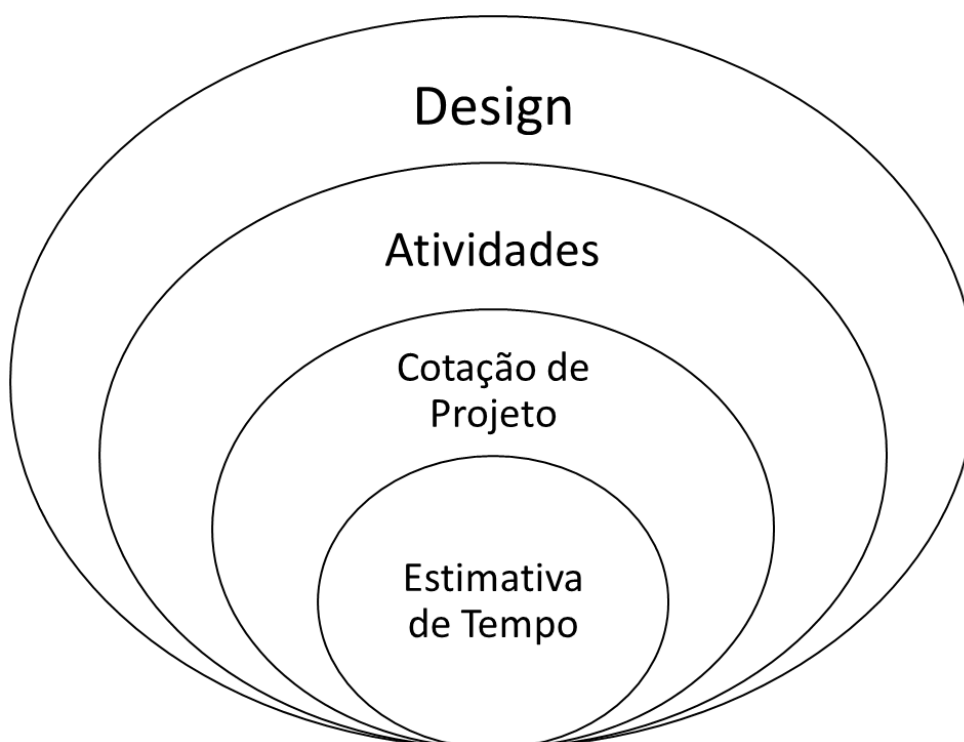 Design
Atividades
Cotação de
Projeto
Estimativa
de Tempo